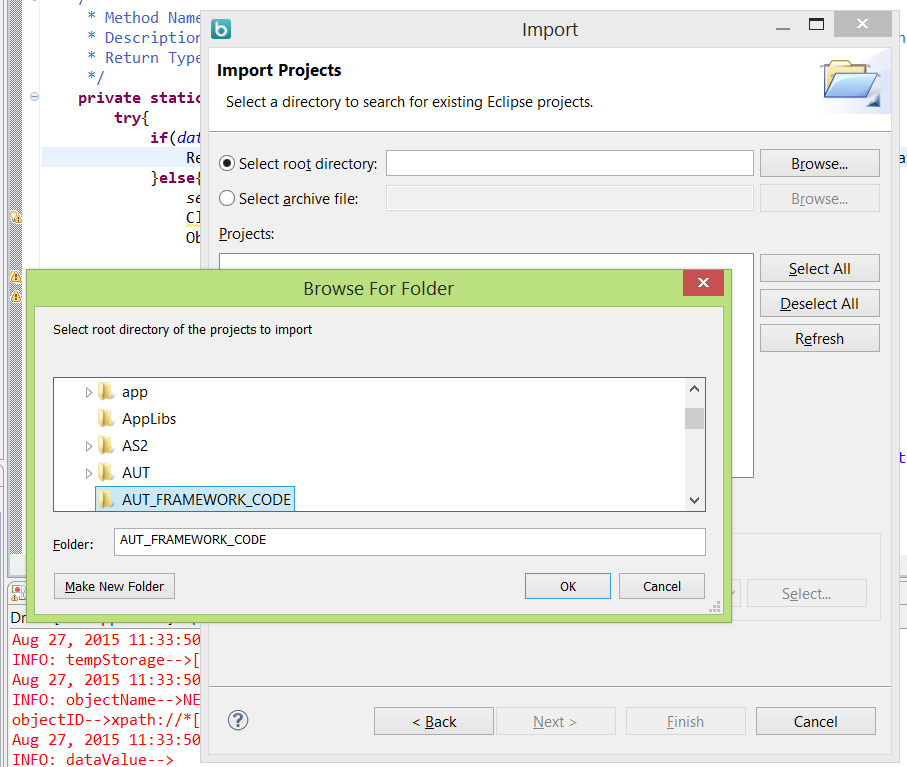 * Method Name
* Description
* Return Type
*/
private static
try{
if(dat
Re
}else{
se
Cl
Ob
b
Import
Import Projects
Select a directory to search for existing Eclipse projects.
Select root directory:
Browse...
Select archive file:
Browse...
Projects:
Select All
Deselect All
Refresh
Browse For Folder
Select root directory of the projects to import
app
AppLibs
AS2
AUT
AUT_FRAMEWORK_CODE
Folder:
AUT_FRAMEWORK_CODE
Make New Folder
OK
Cancel
Select...
Aug 27, 2015 11:33:50
INFO: tempStorage-->[
Aug 27, 2015 11:33:50
INFO: objectName-->NE
objectID-->xpath://*[
Aug 27, 2015 11:33:50
INFO: dataValue-->
?
< Back
Next >
Finish
Cancel